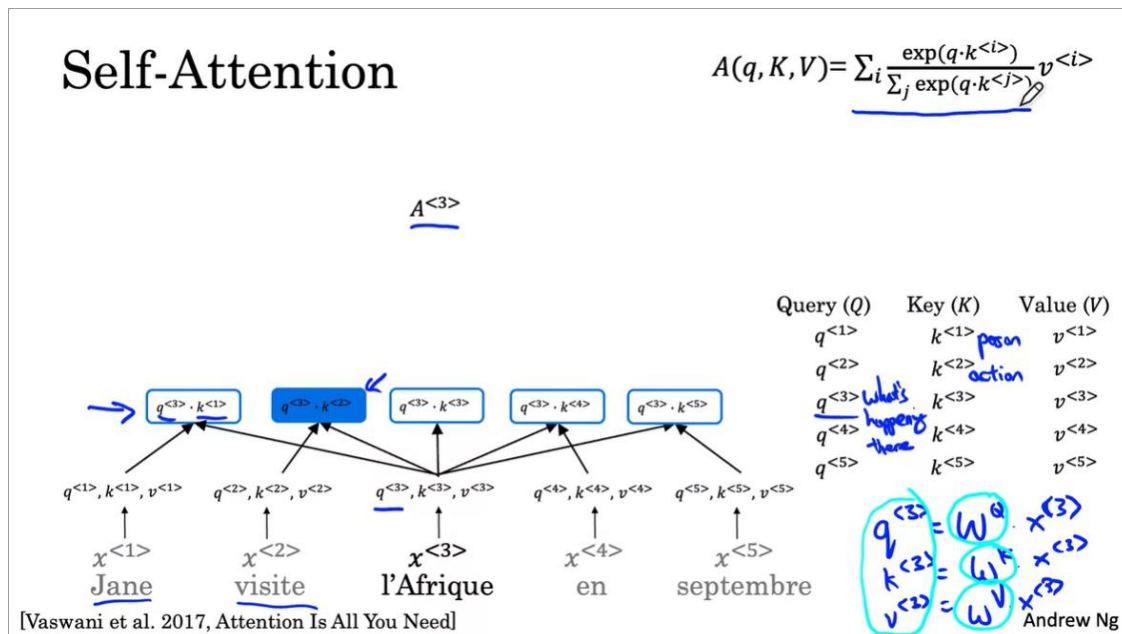 Self-Attention
A(q, K, V)= Σᵢ exp(q·k^{<i>}) / Σⱼ exp(q·k^{<j>}) v^{<i>}
A^{<3>}
Query (Q) Key (K) Value (V)
q^{<1>} k^{<1>} person v^{<1>}
q^{<2>} k^{<2>} action v^{<2>}
q^{<3>} what's k^{<3>} v^{<3>}
happening
q^{<4>} there k^{<4>} v^{<4>}
q^{<5>} k^{<5>} v^{<5>}
q^{<3>} · k^{<1>} q^{<3>} · k^{<2>} q^{<3>} · k^{<3>} q^{<3>} · k^{<4>} q^{<3>} · k^{<5>}
q^{<1>}, k^{<1>}, v^{<1>} q^{<2>}, k^{<2>}, v^{<2>} q^{<3>}, k^{<3>}, v^{<3>} q^{<4>}, k^{<4>}, v^{<4>} q^{<5>}, k^{<5>}, v^{<5>}
x^{<1>} x^{<2>} x^{<3>} x^{<4>} x^{<5>}
Jane visite l'Afrique en septembre
q^{<3>} = W^Q · x^{<3>}
k^{<3>} = W^K · x^{<3>}
v^{<3>} = W^V · x^{<3>}
[Vaswani et al. 2017, Attention Is All You Need]
Andrew Ng